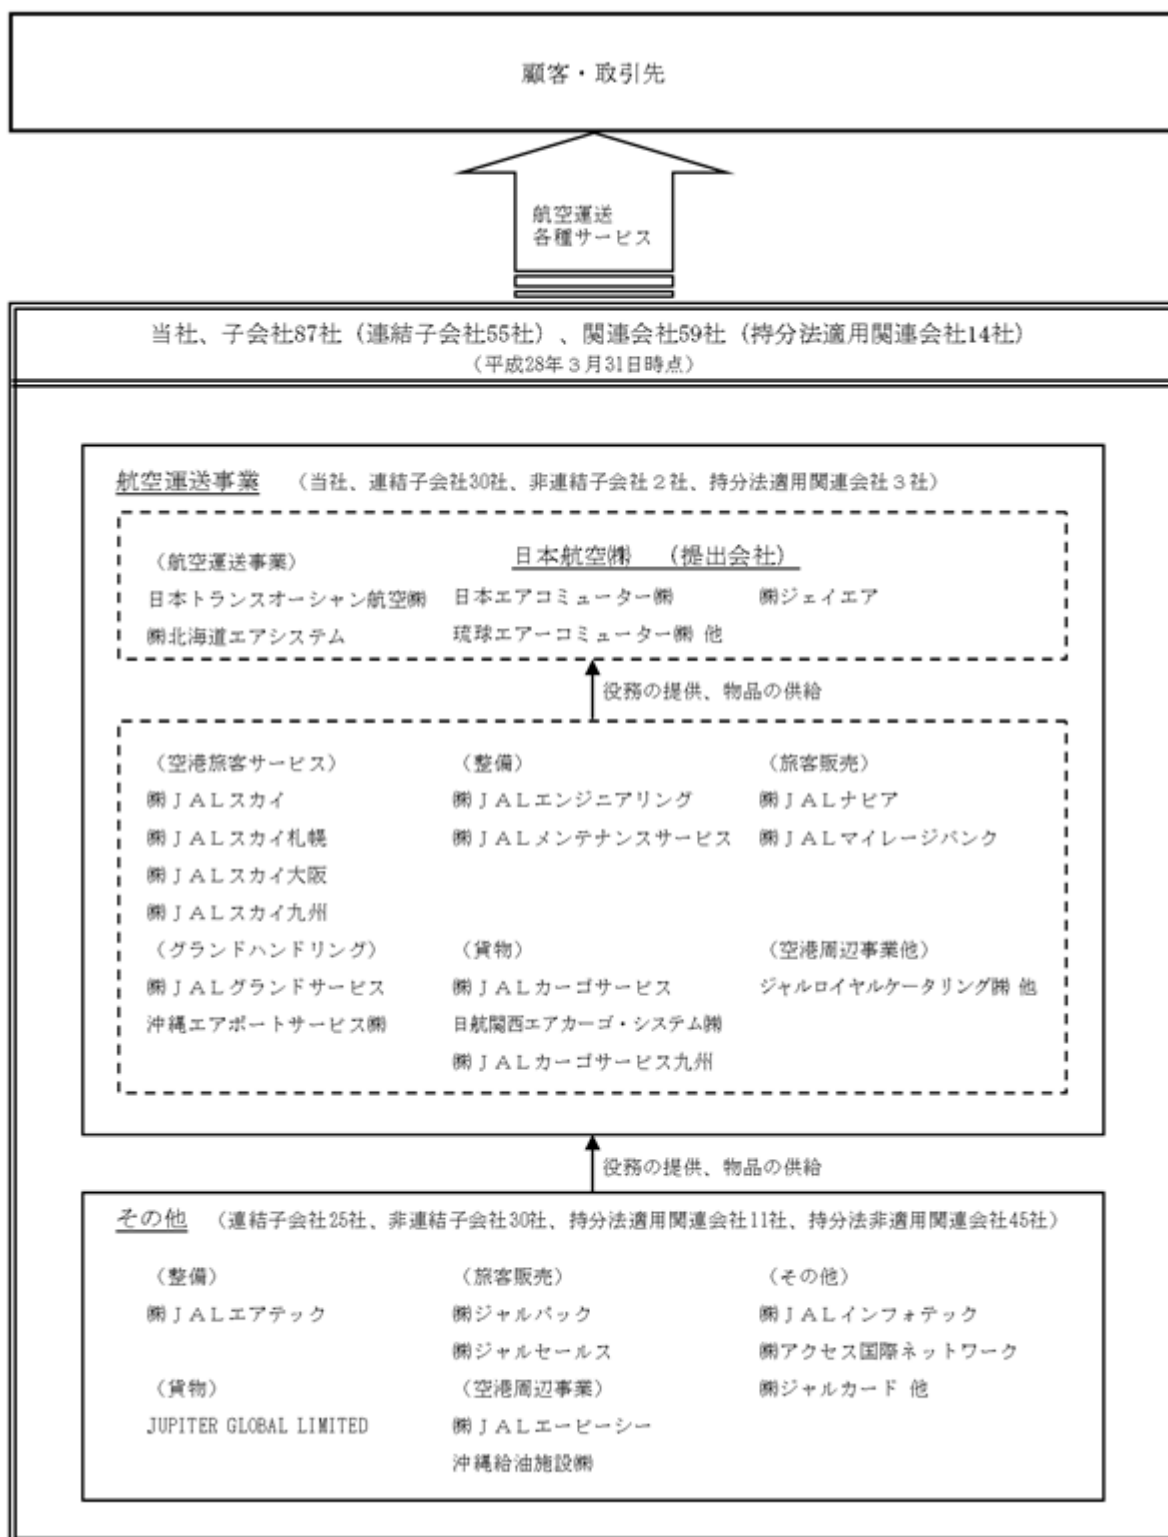 顧客・取引先
航空運送
各種サービス
当社、子会社87社（連結子会社55社）、関連会社59社（持分法適用関連会社14社）
（平成28年３月31日時点）
航空運送事業　（当社、連結子会社30社、非連結子会社２社、持分法適用関連会社３社）
（航空運送事業）　日本航空㈱　（提出会社）
日本トランスオーシャン航空㈱　日本エアコミューター㈱　㈱ジェイエア
㈱北海道エアシステム　琉球エアーコミューター㈱ 他
役務の提供、物品の供給
（空港旅客サービス）　（整備）　（旅客販売）
㈱ＪＡＬスカイ　㈱ＪＡＬエンジニアリング　㈱ＪＡＬナビア
㈱ＪＡＬスカイ札幌　㈱ＪＡＬメンテナンスサービス　㈱ＪＡＬマイレージバンク
㈱ＪＡＬスカイ大阪
㈱ＪＡＬスカイ九州
（グランドハンドリング）　（貨物）　（空港周辺事業他）
㈱ＪＡＬグランドサービス　㈱ＪＡＬカーゴサービス　ジャルロイヤルケータリング㈱ 他
沖縄エアポートサービス㈱　日航関西エアカーゴ・システム㈱
㈱ＪＡＬカーゴサービス九州
役務の提供、物品の供給
その他　（連結子会社25社、非連結子会社30社、持分法適用関連会社11社、持分法非適用関連会社45社）
（整備）　（旅客販売）　（その他）
㈱ＪＡＬエアテック　㈱ジャルパック　㈱ＪＡＬインフォテック
㈱ジャルセールス　㈱アクセス国際ネットワーク
（貨物）　（空港周辺事業）　㈱ジャルカード 他
JUPITER GLOBAL LIMITED　㈱ＪＡＬエービーシー
沖縄給油施設㈱